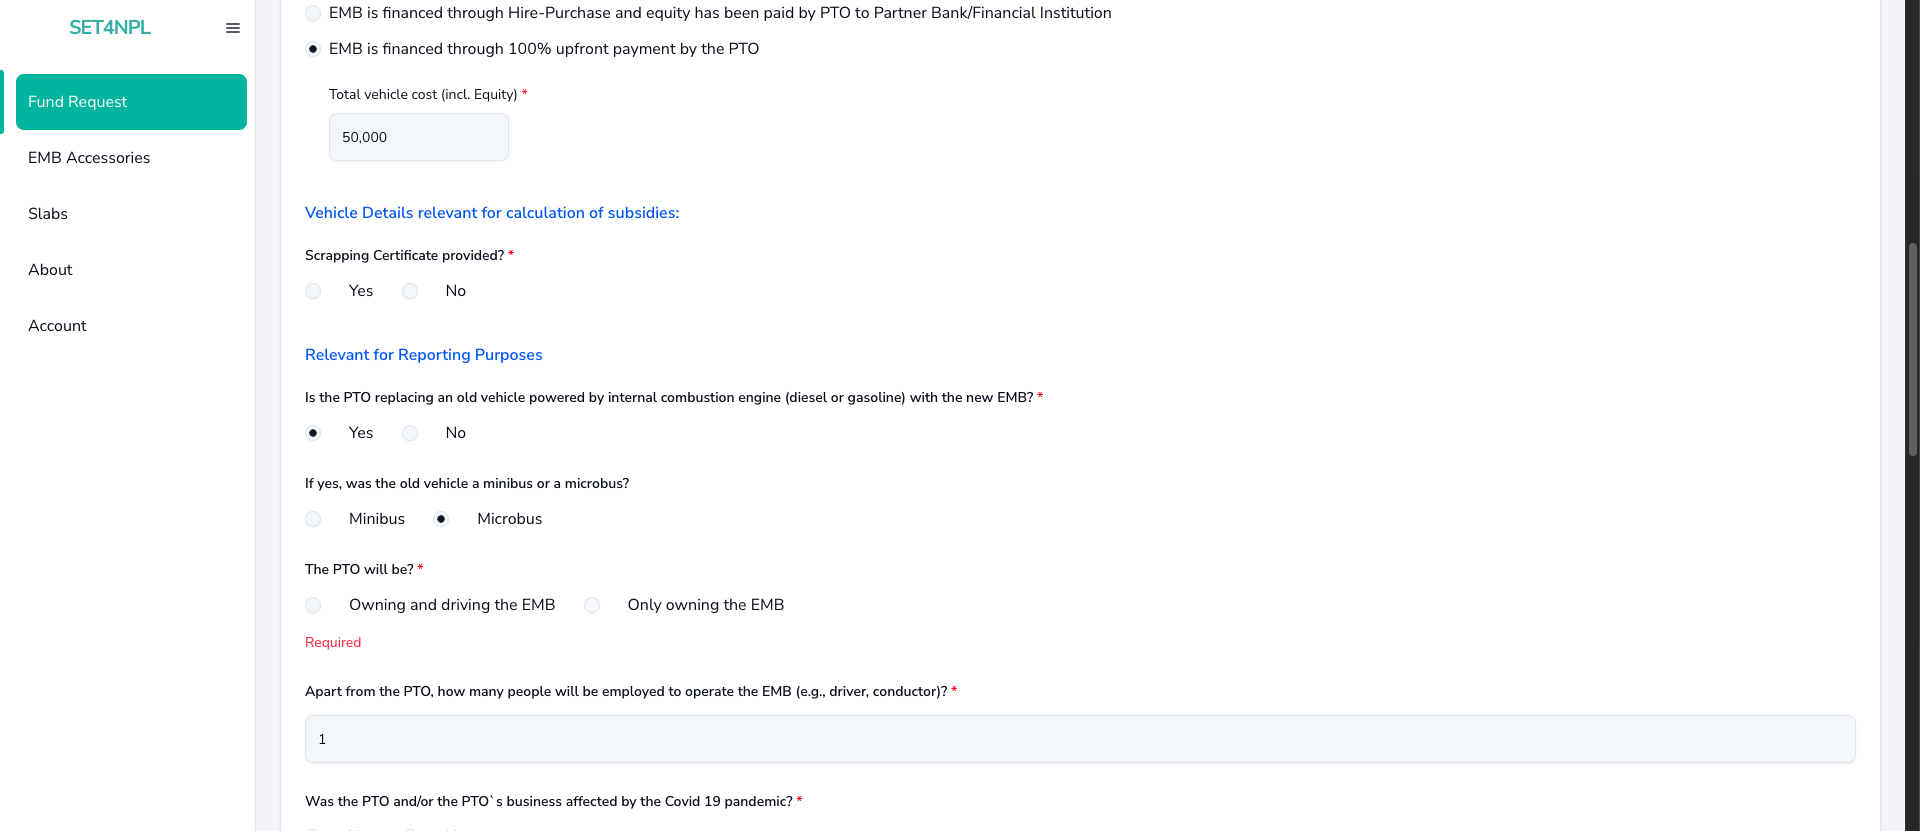 SET4NPL
Fund Request
EMB Accessories
Slabs
About
Account
EMB is financed through Hire-Purchase and equity has been paid by PTO to Partner Bank/Financial Institution
EMB is financed through 100% upfront payment by the PTO
Total vehicle cost (incl. Equity) *
50,000
Vehicle Details relevant for calculation of subsidies:
Scrapping Certificate provided? *
Yes No
Relevant for Reporting Purposes
Is the PTO replacing an old vehicle powered by internal combustion engine (diesel or gasoline) with the new EMB? *
Yes No
If yes, was the old vehicle a minibus or a microbus?
Minibus Microbus
The PTO will be? *
Owning and driving the EMB Only owning the EMB
Required
Apart from the PTO, how many people will be employed to operate the EMB (e.g., driver, conductor)? *
1
Was the PTO and/or the PTO`s business affected by the Covid 19 pandemic? *